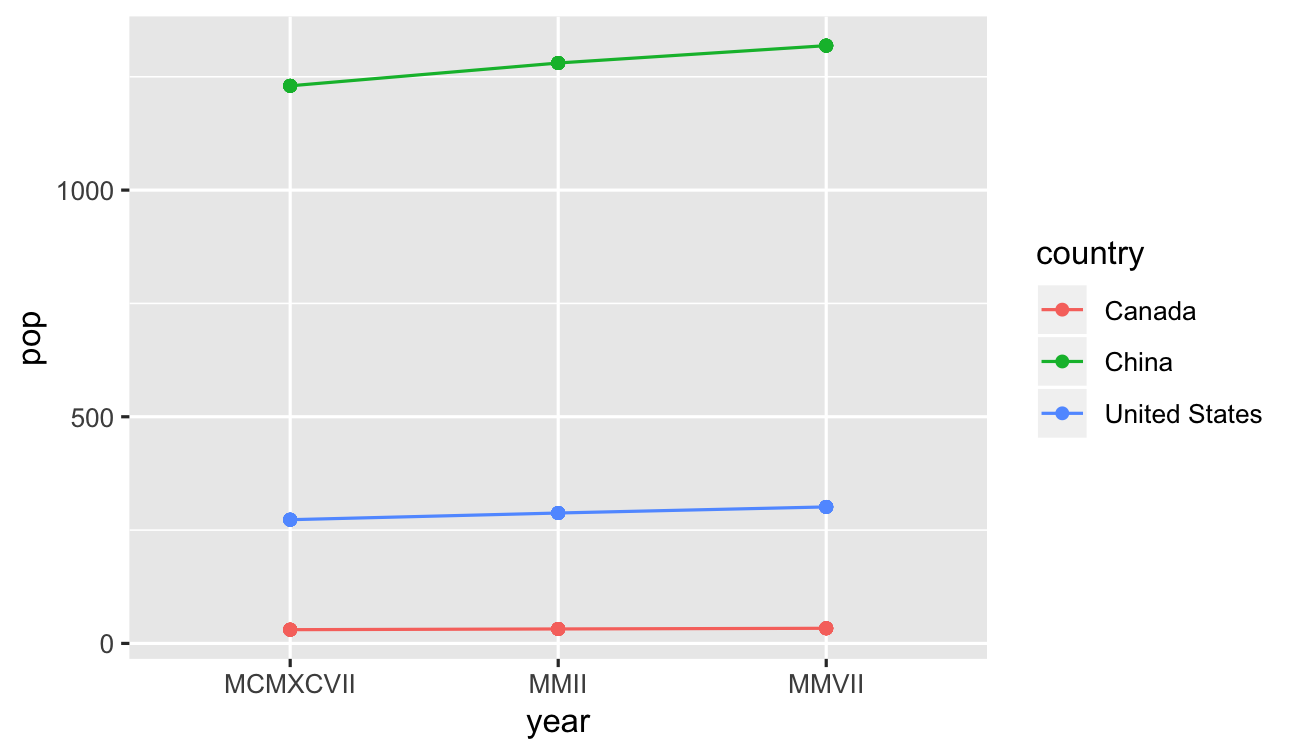 1000
500
0
pop
MCMXCVII MMII MMVII
year
country
Canada
China
United States